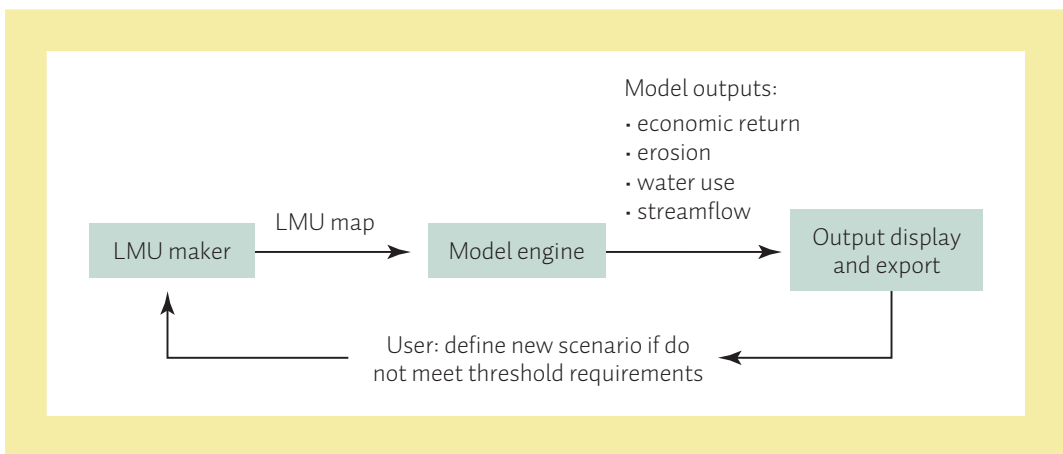 Model outputs:
• economic return
• erosion
• water use
• streamflow
LMU maker
LMU map
Model engine
Output display
and export
User: define new scenario if do
not meet threshold requirements